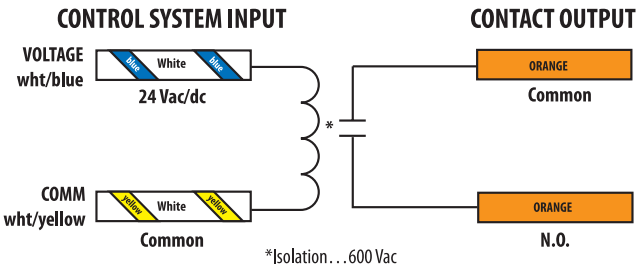 CONTROL SYSTEM INPUT
CONTACT OUTPUT
VOLTAGE
wht/blue
blue White blue
24 Vac/dc
ORANGE
Common
*
COMM
wht/yellow
yellow White yellow
Common
ORANGE
N.O.
*Isolation...600 Vac